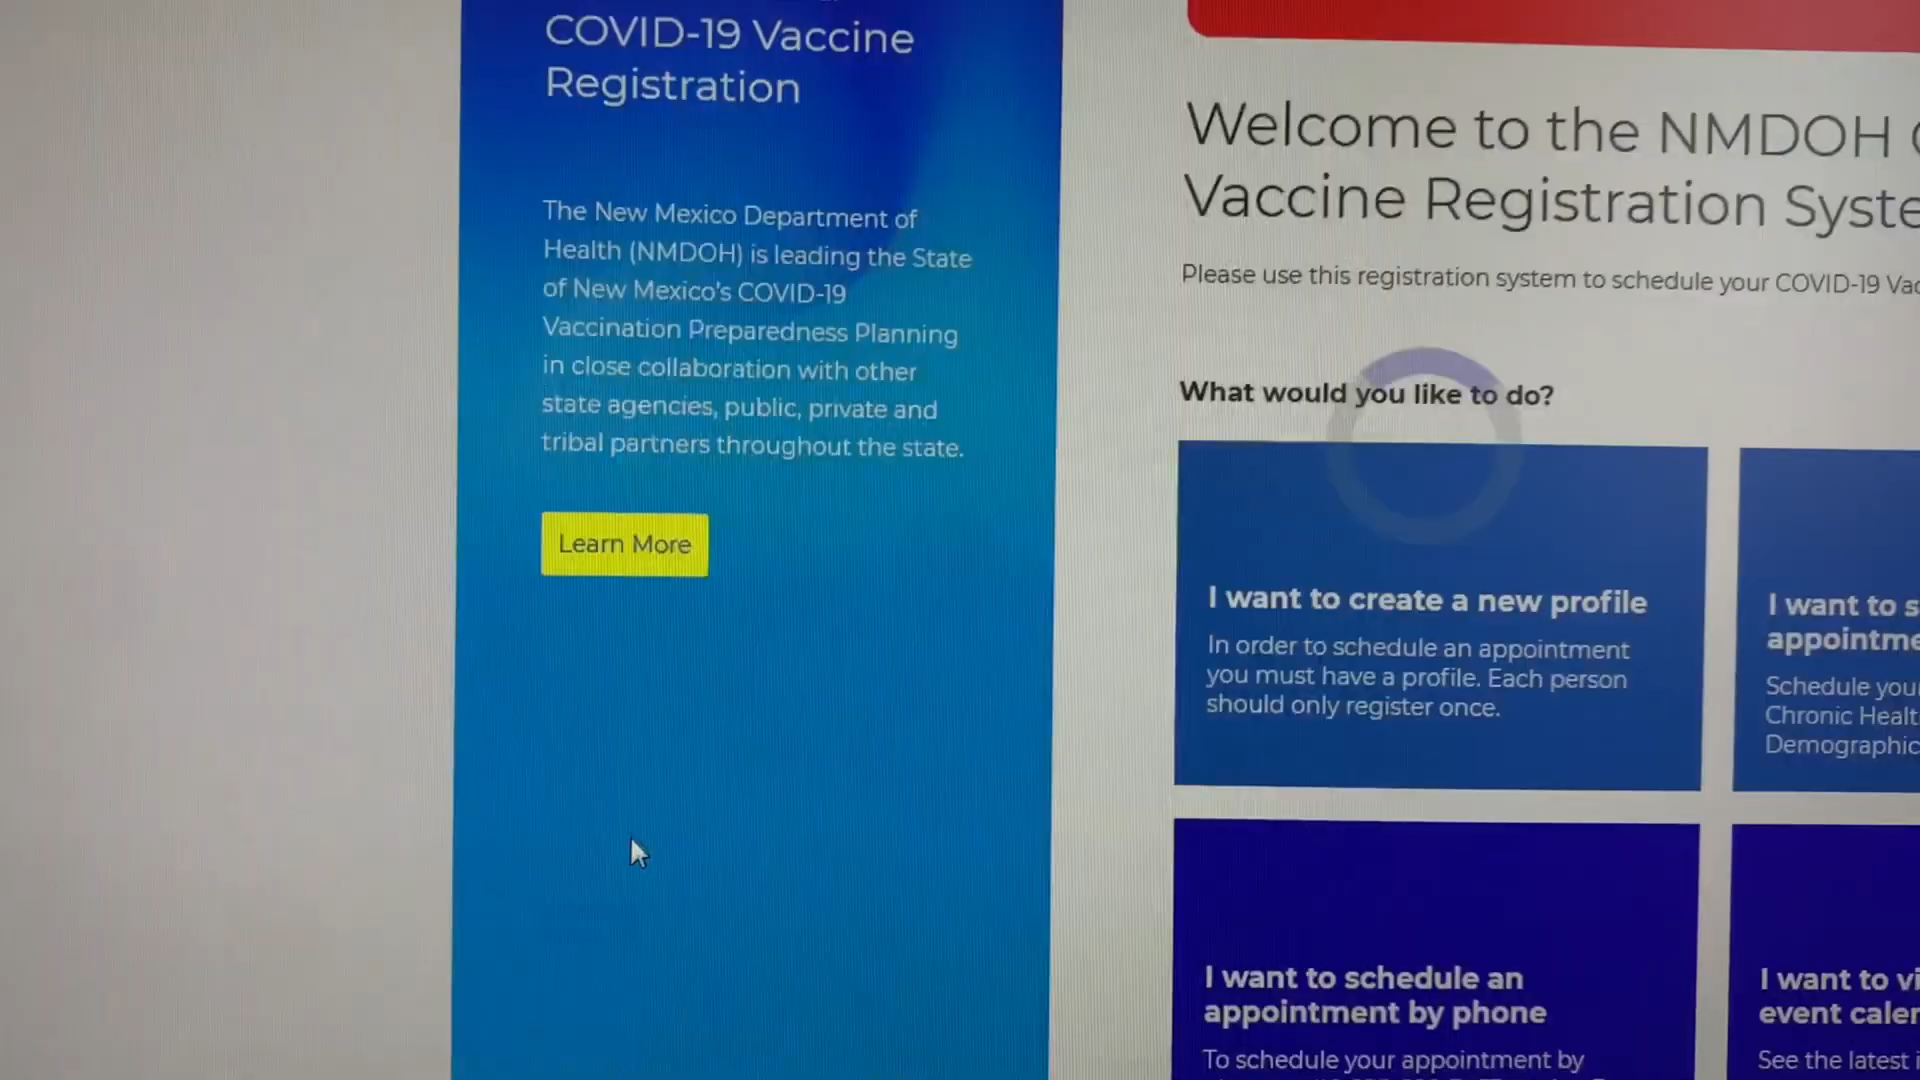 COVID-19 Vaccine
Registration
The New Mexico Department of
Health (NMDOH) is leading the State
of New Mexico's COVID-19
Vaccination Preparedness Planning
in close collaboration with other
state agencies, public, private and
tribal partners throughout the state.
Learn More
Welcome to the NMDOH
Vaccine Registration
Please use this registration system to schedule your COVID-19
What would you like to do?
I want to create a new profile
In order to schedule an appointment
you must have a profile. Each person
should only register once.
I want to
Schedule
Chronic
I want to schedule an
appointment by phone
To schedule your appointment by
I want to
event
See the latest